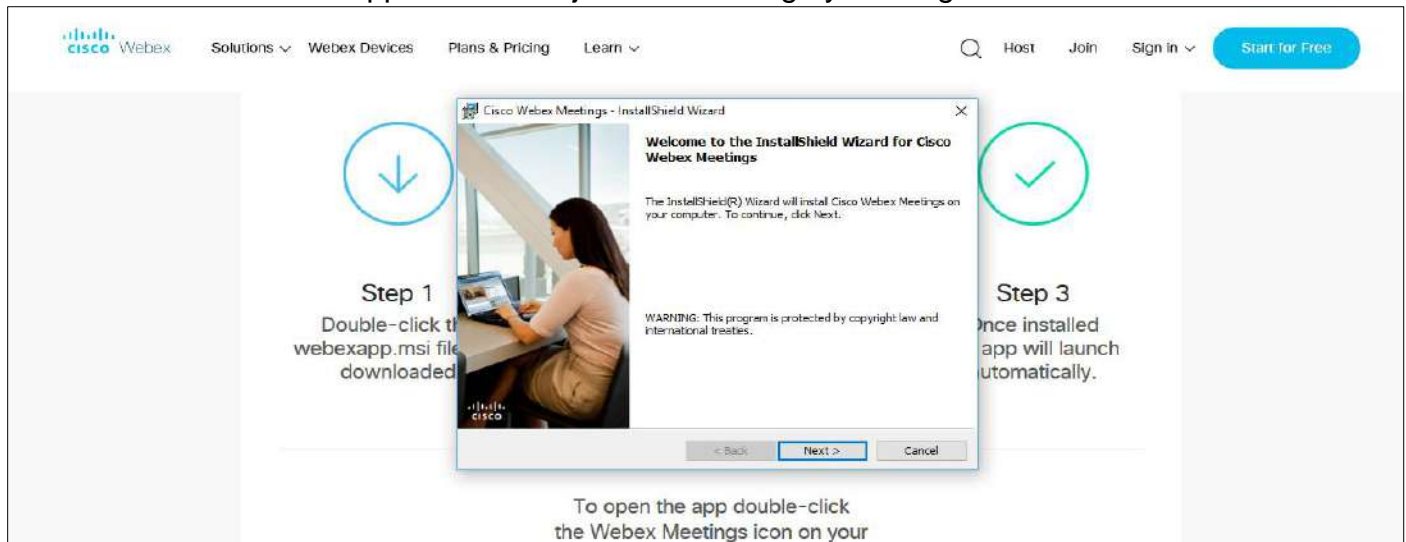 cisco Webex Solutions Webex Devices Plans & Pricing Learn Host Join Sign in Start for Free
Cisco Webex Meetings - InstallShield Wizard
Welcome to the InstallShield Wizard for Cisco
Webex Meetings
The InstallShield(R) Wizard will install Cisco Webex Meetings on
your computer. To continue, click Next.
WARNING: This program is protected by copyright law and
international treaties.
cisco
< Back Next > Cancel
Step 1
Double-click
webexapp.msi
downloaded
Step 3
installed
app will launch
To open the app double-click
the Webex Meetings icon on your